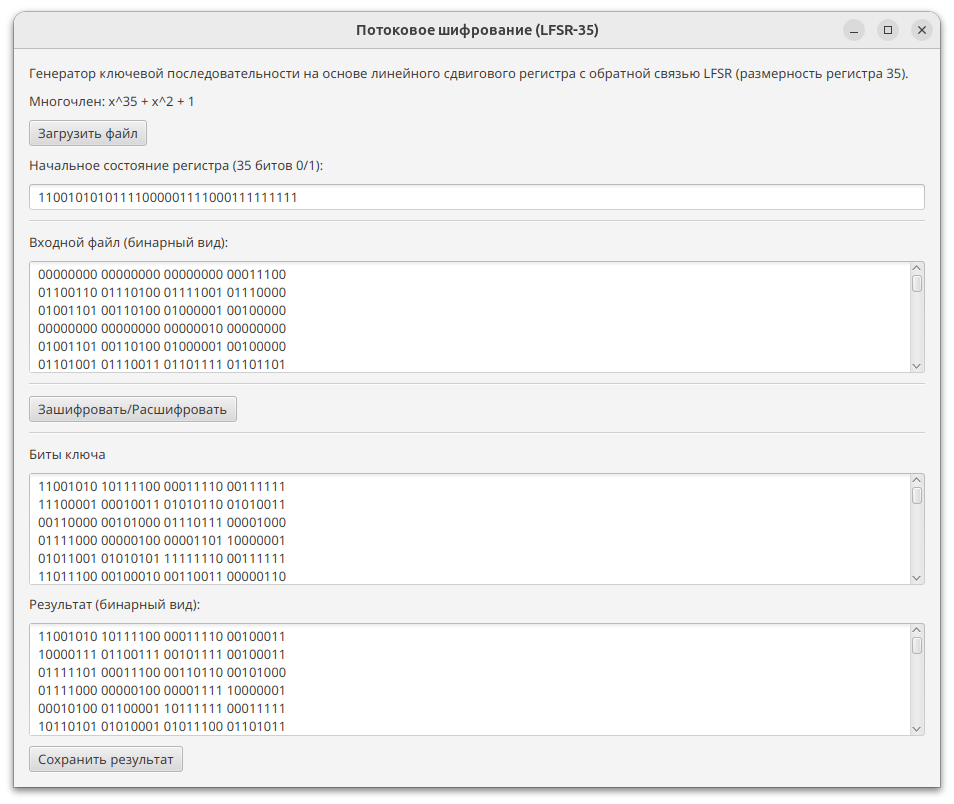 Потоковое шифрование (LFSR-35)
Генератор ключевой последовательности на основе линейного сдвигового регистра с обратной связью LFSR (размерность регистра 35).
Многочлен: x^35 + x^2 + 1
Загрузить файл
Начальное состояние регистра (35 битов 0/1):
11001010101111000001111000111111111
Входной файл (бинарный вид):
00000000 00000000 00000000 00011100
01100110 01110100 01111001 01110000
01001101 00110100 01000001 00100000
00000000 00000000 00000010 00000000
01001101 00110100 01000001 00100000
01101001 01110011 01101111 01101101
Зашифровать/Расшифровать
Биты ключа
11001010 10111100 00011110 00111111
11100001 00010011 01010110 01010011
00110000 00101000 01110111 00001000
01111000 00000100 00001101 10000001
01011001 01010101 11111110 00111111
11011100 00100010 00110011 00000110
Результат (бинарный вид):
11001010 10111100 00011110 00100011
10000111 01100111 00101111 00100011
01111101 00011100 00110110 00101000
01111000 00000100 00001111 10000001
00010100 01100001 10111111 00011111
10110101 01010001 01011100 01101011
Сохранить результат